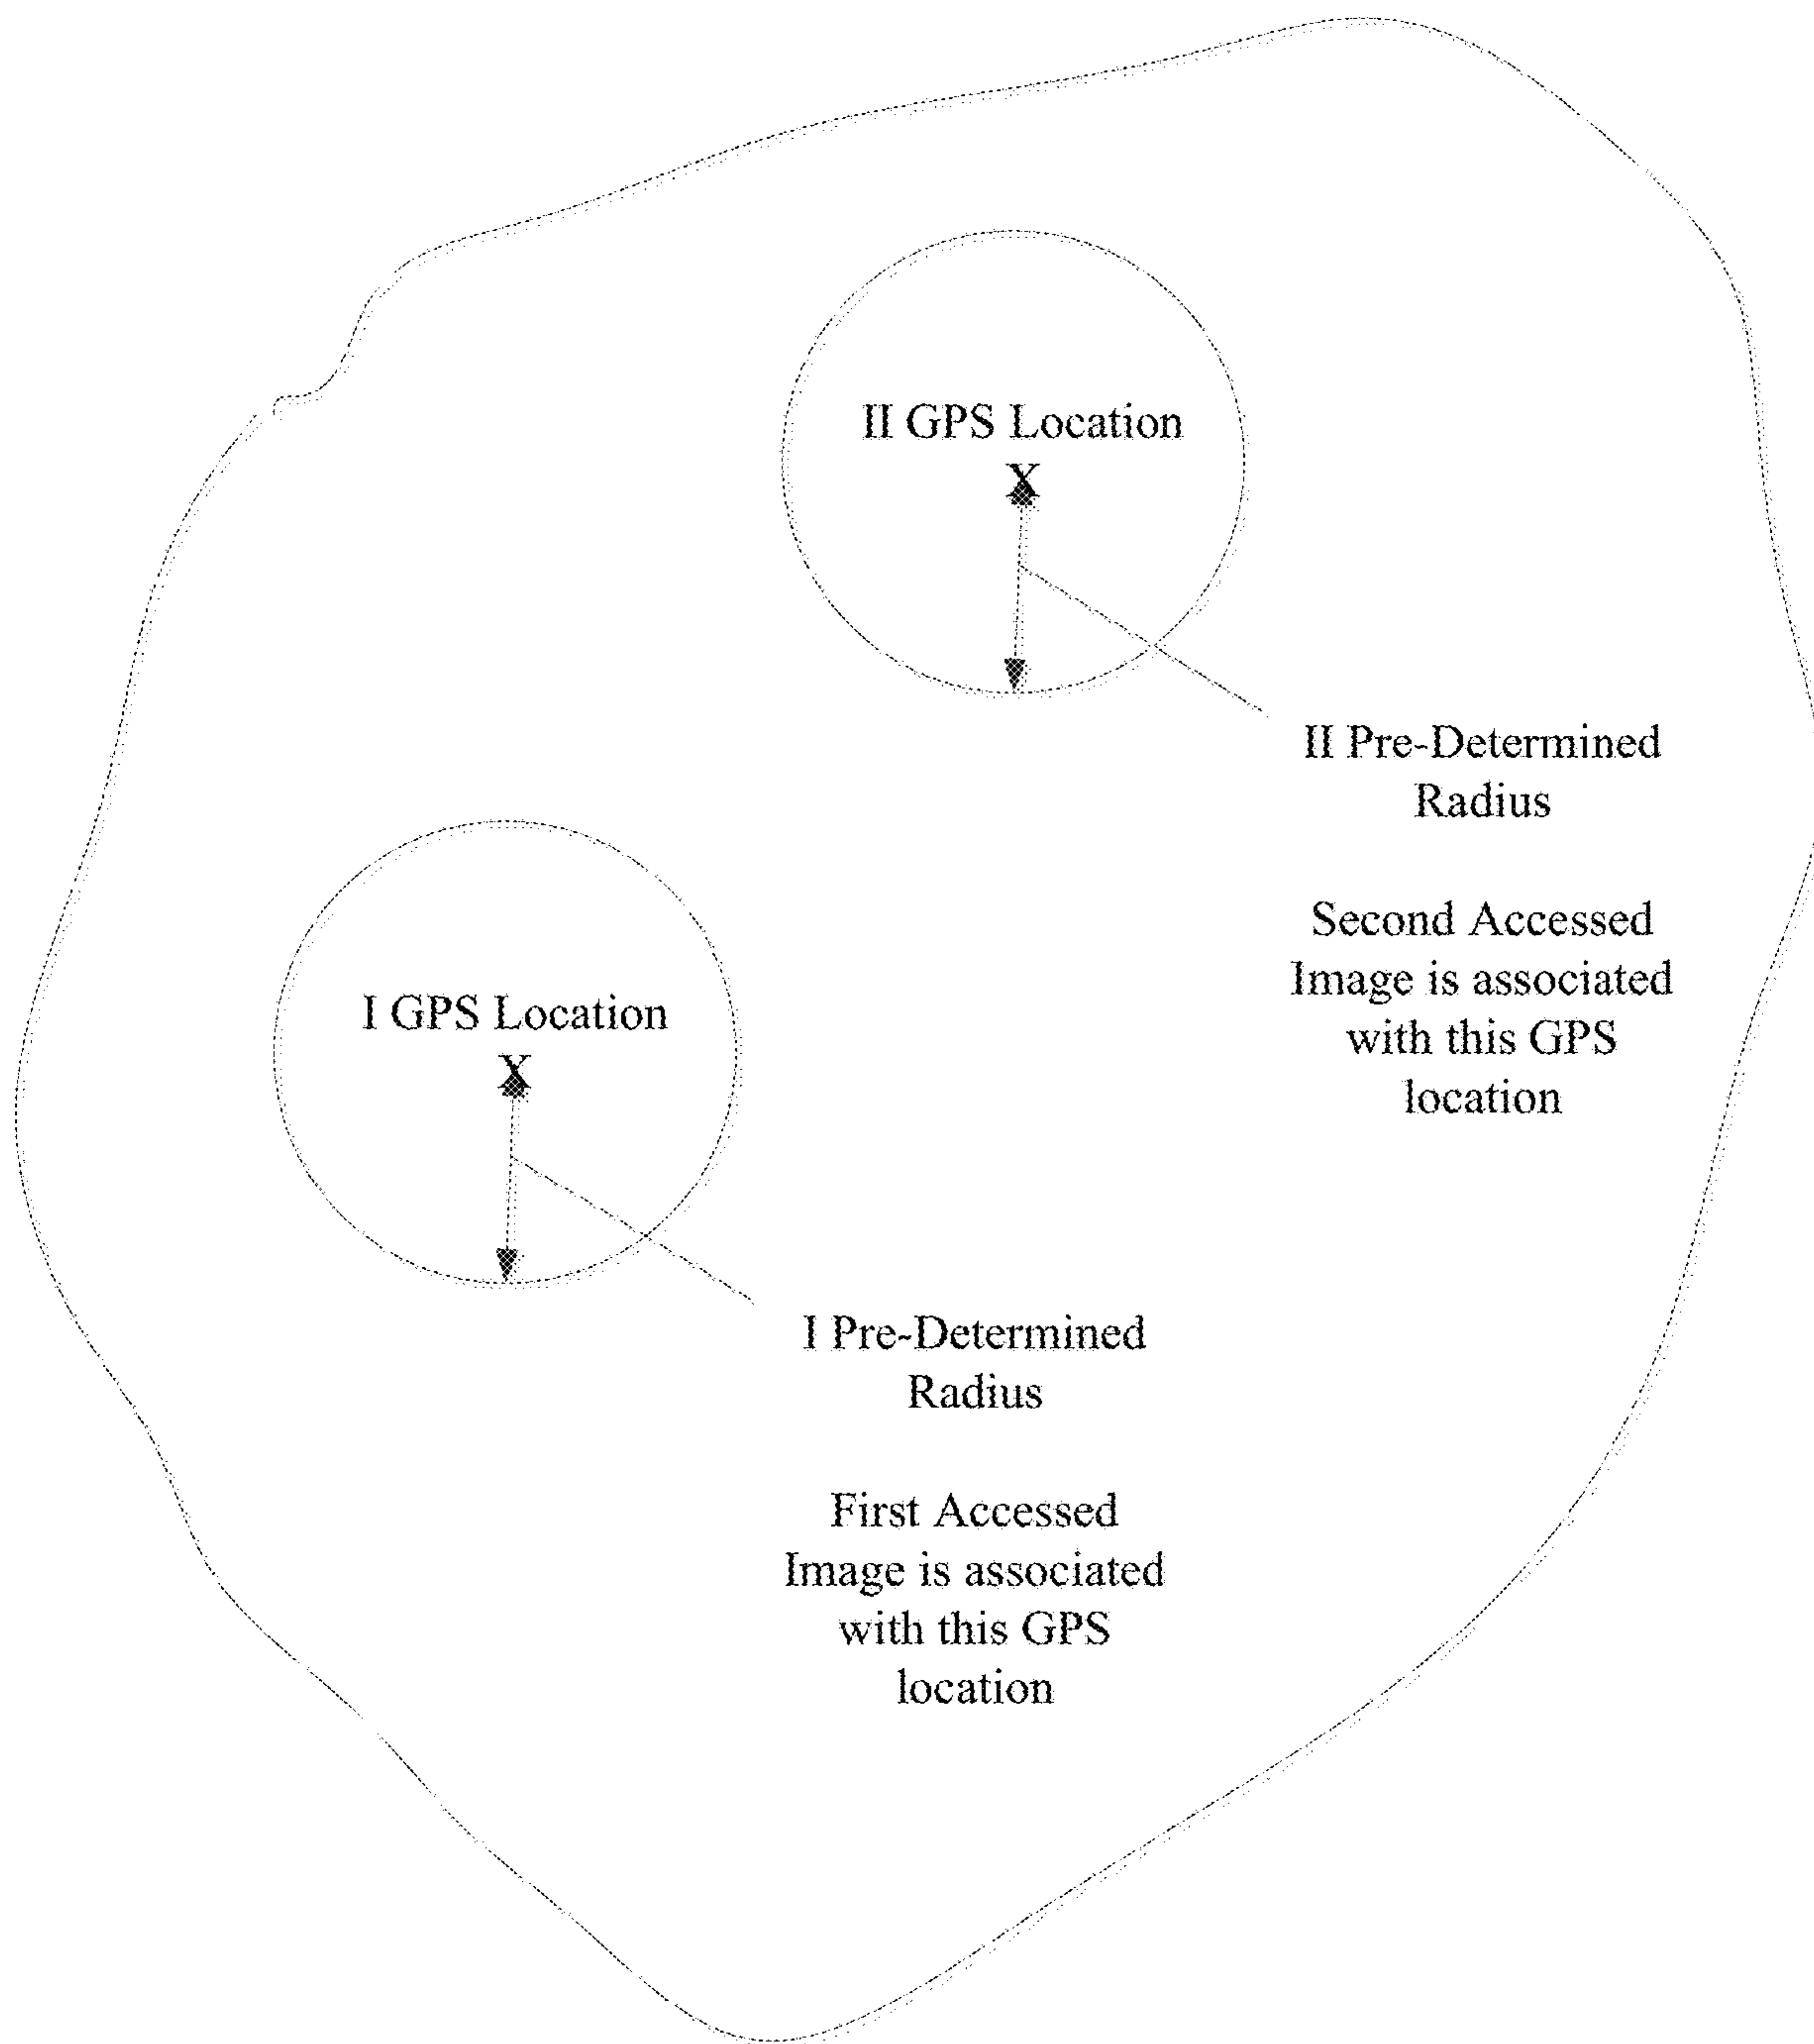 II GPS Location
X
II Pre-Determined
Radius
Second Accessed
Image is associated
with this GPS
location
I GPS Location
X
I Pre-Determined
Radius
First Accessed
Image is associated
with this GPS
location